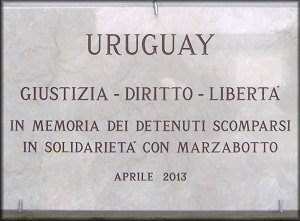 URUGUAY
GIUSTIZIA - DIRITTO - LIBERTA'
IN MEMORIA DEI DETENUTI SCOMPARSI
IN SOLIDARIETA' CON MARZABOTTO
APRILE 2013